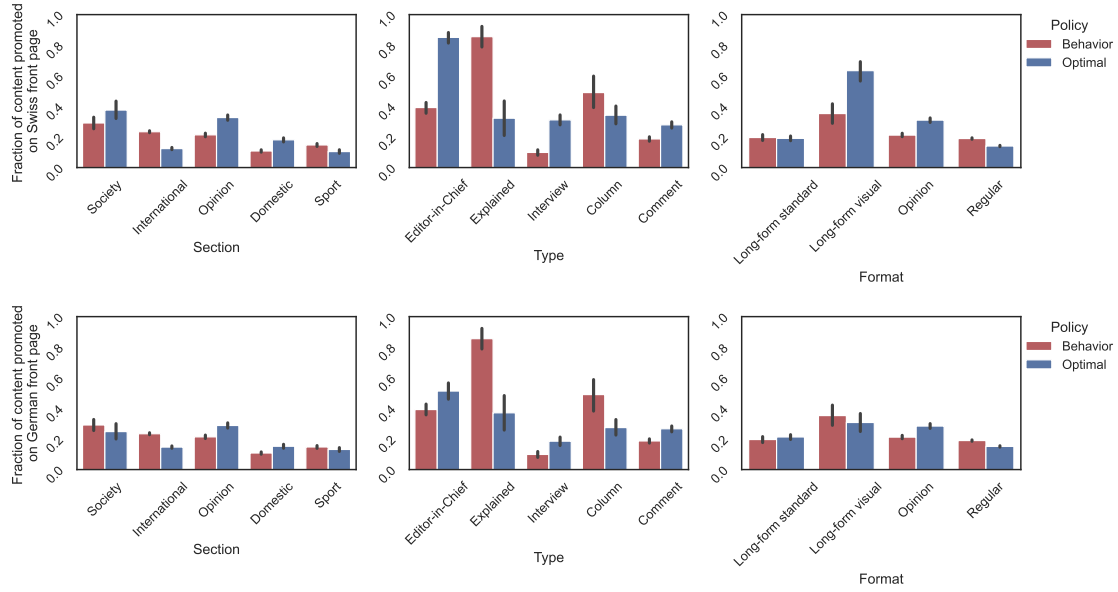 Fraction of content promoted
on Swiss front page
1.0
0.8
0.6
0.4
0.2
0.0
Society
International
Opinion
Domestic
Sport
Section
1.0
0.8
0.6
0.4
0.2
0.0
Editor-in-Chief
Explained
Interview
Column
Comment
Type
1.0
0.8
0.6
0.4
0.2
0.0
Long-form standard
Long-form visual
Opinion
Regular
Format
Policy
Behavior
Optimal
Fraction of content promoted
on German front page
1.0
0.8
0.6
0.4
0.2
0.0
Society
International
Opinion
Domestic
Sport
Section
1.0
0.8
0.6
0.4
0.2
0.0
Editor-in-Chief
Explained
Interview
Column
Comment
Type
1.0
0.8
0.6
0.4
0.2
0.0
Long-form standard
Long-form visual
Opinion
Regular
Format
Policy
Behavior
Optimal